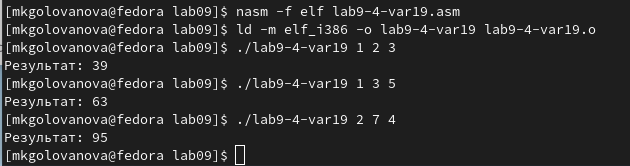 [mkgolovanova@fedora lab09]$ nasm -f elf lab9-4-var19.asm
[mkgolovanova@fedora lab09]$ ld -m elf_i386 -o lab9-4-var19 lab9-4-var19.o
[mkgolovanova@fedora lab09]$ ./lab9-4-var19 1 2 3
Результат: 39
[mkgolovanova@fedora lab09]$ ./lab9-4-var19 1 3 5
Результат: 63
[mkgolovanova@fedora lab09]$ ./lab9-4-var19 2 7 4
Результат: 95
[mkgolovanova@fedora lab09]$